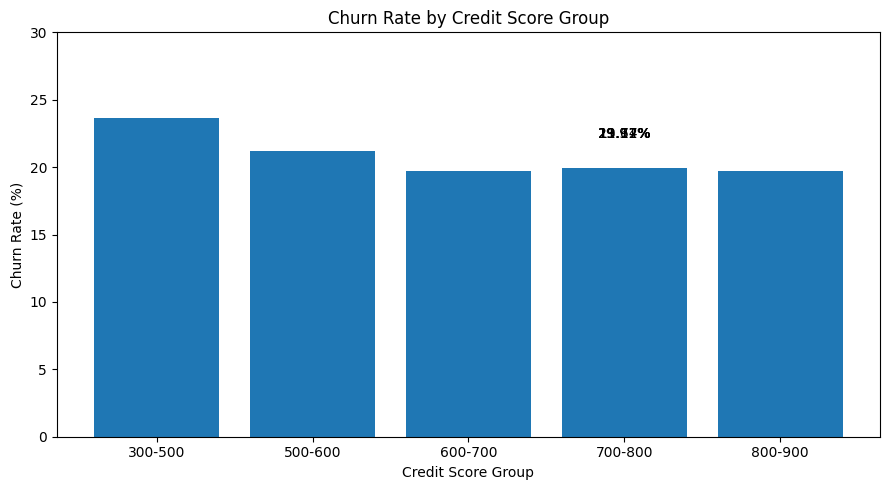 Churn Rate by Credit Score Group
30
25
20
15
10
5
0
Churn Rate (%)
300-500 500-600 600-700 700-800 800-900
Credit Score Group